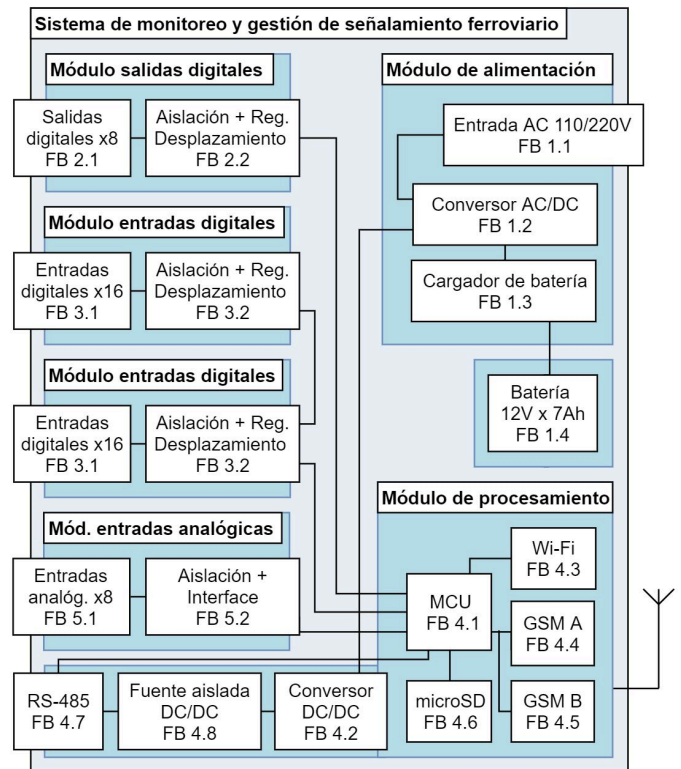 Sistema de monitoreo y gestión de señalamiento ferroviario
Módulo salidas digitales
Salidas
digitales x8
FB 2.1
Aislación + Reg.
Desplazamiento
FB 2.2
Módulo entradas digitales
Entradas
digitales x16
FB 3.1
Aislación + Reg.
Desplazamiento
FB 3.2
Módulo entradas digitales
Entradas
digitales x16
FB 3.1
Aislación + Reg.
Desplazamiento
FB 3.2
Mód. entradas analógicas
Entradas
analóg. x8
FB 5.1
Aislación +
Interface
FB 5.2
RS-485
FB 4.7
Fuente aislada
DC/DC
FB 4.8
Conversor
DC/DC
FB 4.2
Módulo de alimentación
Entrada AC 110/220V
FB 1.1
Conversor AC/DC
FB 1.2
Cargador de batería
FB 1.3
Batería
12V x 7Ah
FB 1.4
Módulo de procesamiento
MCU
FB 4.1
Wi-Fi
FB 4.3
GSM A
FB 4.4
GSM B
FB 4.5
microSD
FB 4.6